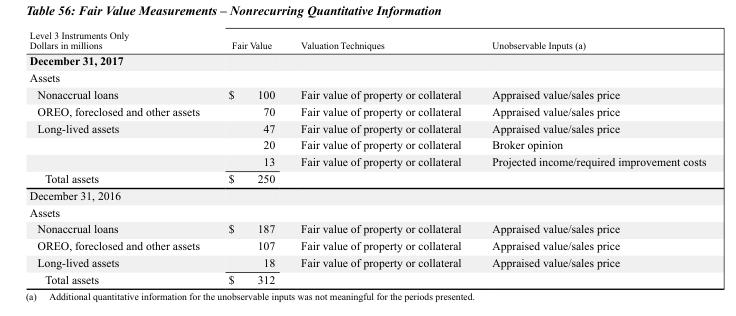 Table 56: Fair Value Measurements – Nonrecurring Quantitative Information
Level 3 Instruments Only
Dollars in millions Fair Value Valuation Techniques Unobservable Inputs (a)
December 31, 2017
Assets
Nonaccrual loans $ 100 Fair value of property or collateral Appraised value/sales price
OREO, foreclosed and other assets 70 Fair value of property or collateral Appraised value/sales price
Long-lived assets 47 Fair value of property or collateral Appraised value/sales price
20 Fair value of property or collateral Broker opinion
13 Fair value of property or collateral Projected income/required improvement costs
Total assets $ 250
December 31, 2016
Assets
Nonaccrual loans $ 187 Fair value of property or collateral Appraised value/sales price
OREO, foreclosed and other assets 107 Fair value of property or collateral Appraised value/sales price
Long-lived assets 18 Fair value of property or collateral Appraised value/sales price
Total assets $ 312
(a) Additional quantitative information for the unobservable inputs was not meaningful for the periods presented.